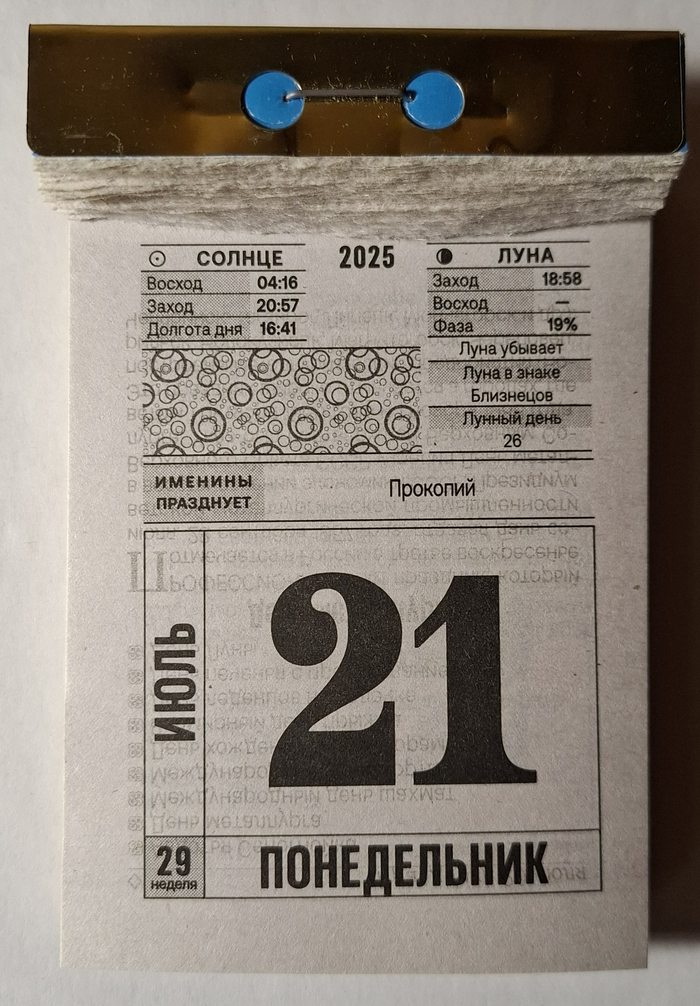 СОЛНЦЕ
Восход 04:16
Заход 20:57
Долгота дня 16:41
2025
ЛУНА
Заход 18:58
Восход —
Фаза 19%
Луна убывает
Луна в знаке
Близнецов
Лунный день
26
ИМЕНИНЫ
ПРАЗДНУЕТ
Прокопий
ИЮЛЬ
21
29
неделя
ПОНЕДЕЛЬНИК